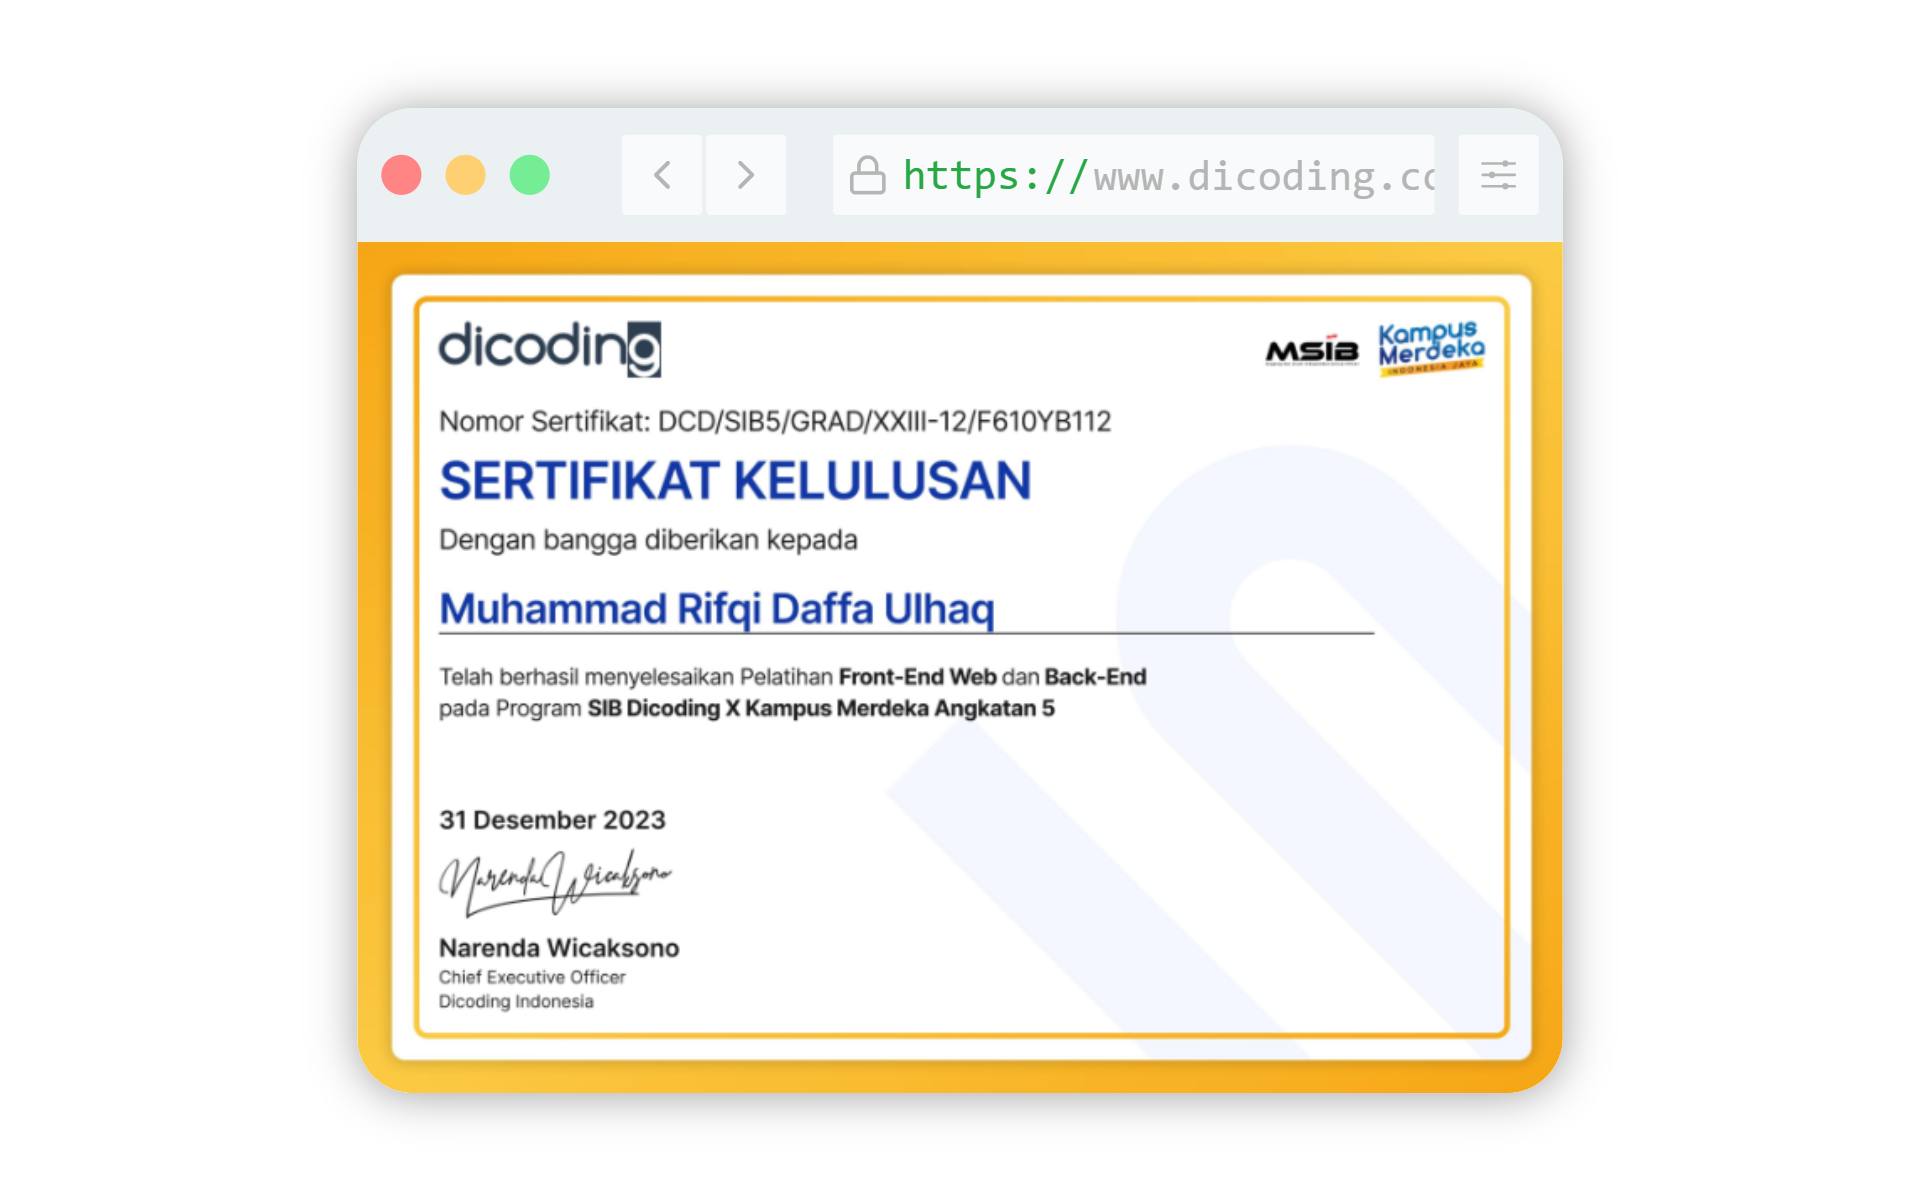 https://www.dicoding.co
dicoding
MSIB
Kampus
Merdeka
INDONESIA JAYA
Nomor Sertifikat: DCD/SIB5/GRAD/XXIII-12/F610YB112
SERTIFIKAT KELULUSAN
Dengan bangga diberikan kepada
Muhammad Rifqi Daffa Ulhaq
Telah berhasil menyelesaikan Pelatihan Front-End Web dan Back-End
pada Program SIB Dicoding X Kampus Merdeka Angkatan 5
31 Desember 2023
Narenda Wicaksono
Narenda Wicaksono
Chief Executive Officer
Dicoding Indonesia